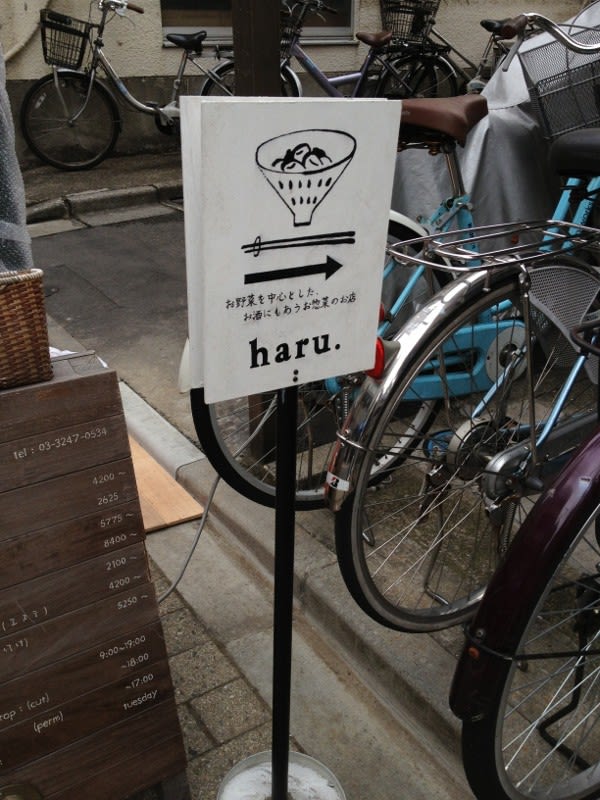 お野菜を中心とした、
お酒にもあうお惣菜のお店
haru.
tel : 03-3247-0534
4200 〜
2625
5775 〜
8400 〜
2100 〜
4200 〜
5250 〜
9:00~19:00
~18:00
(cut)
~17:00
(perm)
tuesday